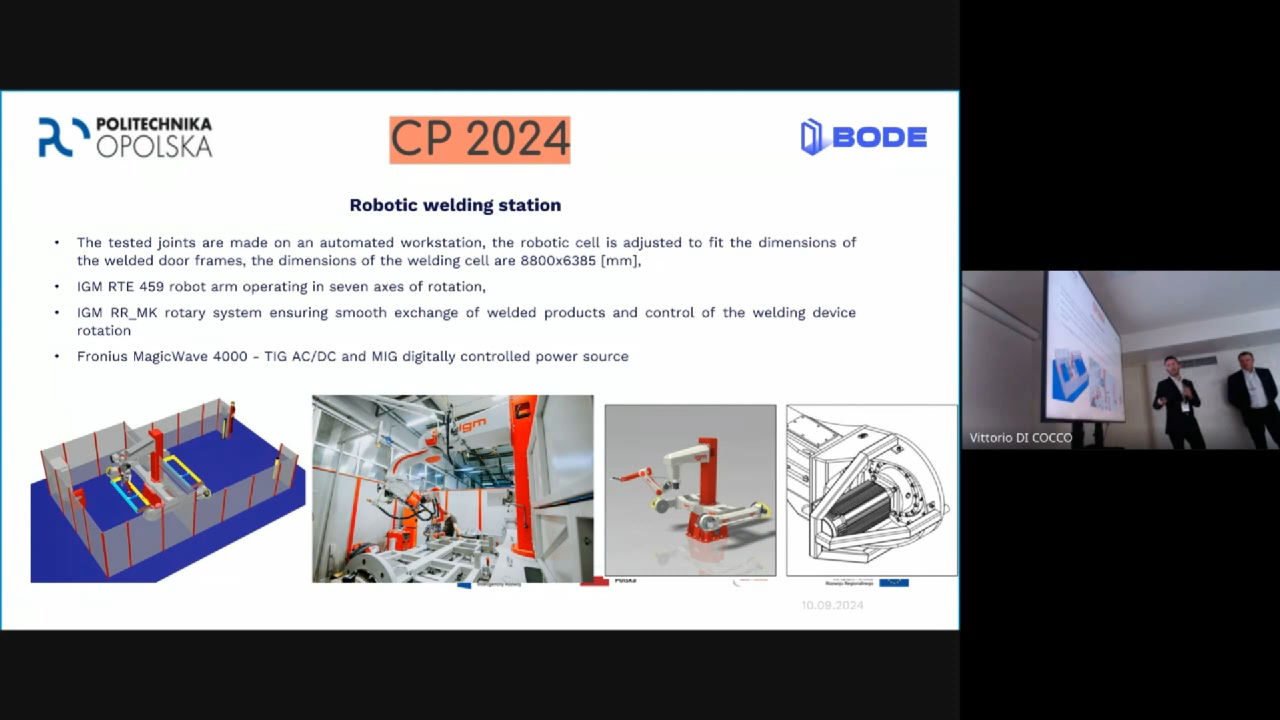 POLITECHNIKA
OPOLSKA
CP 2024
BODE
Robotic welding station
• The tested joints are made on an automated workstation, the robotic cell is adjusted to fit the dimensions of
the welded door frames, the dimensions of the welding cell are 8800x6385 [mm],
• IGM RTE 459 robot arm operating in seven axes of rotation,
• IGM RR_MK rotary system ensuring smooth exchange of welded products and control of the welding device
rotation
• Fronius MagicWave 4000 - TIG AC/DC and MIG digitally controlled power source
igm
Rozwoju Regionalnego
10.09.2024
Vittorio DI COCCO